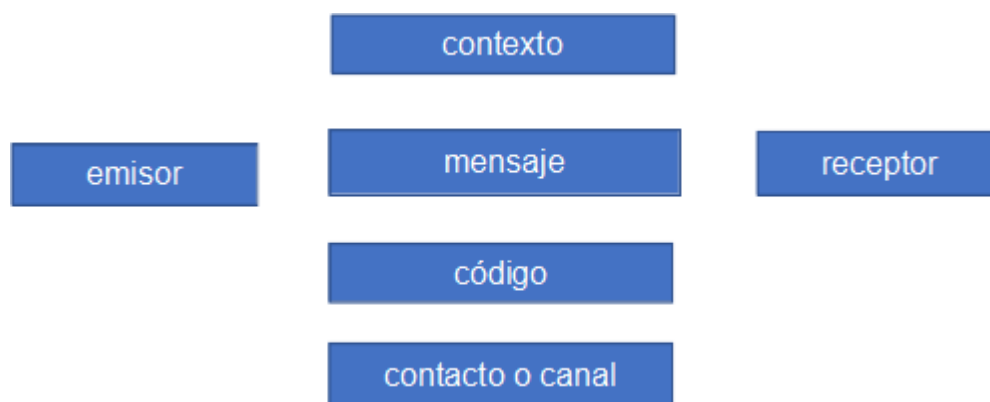 contexto
emisor
mensaje
receptor
código
contacto o canal